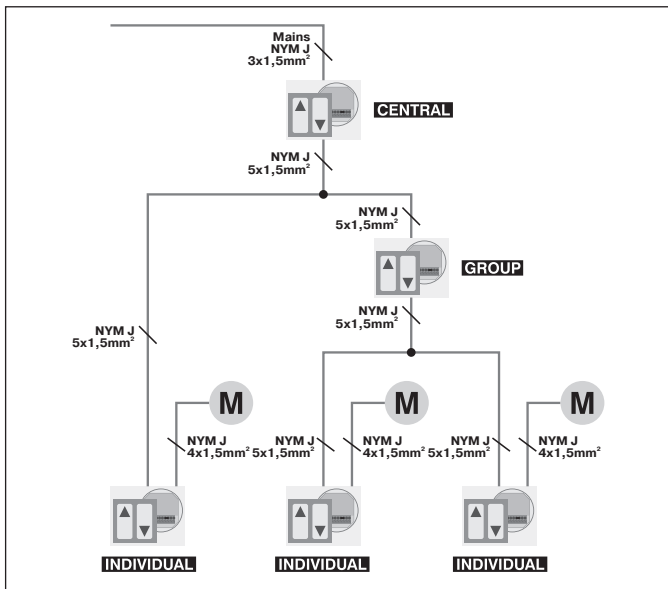 Mains
NYM J
3x1,5mm²
CENTRAL
NYM J
5x1,5mm²
NYM J
5x1,5mm²
GROUP
NYM J
5x1,5mm²
NYM J
5x1,5mm²
M
M
M
NYM J
4x1,5mm²
NYM J
5x1,5mm²
NYM J
4x1,5mm²
NYM J
5x1,5mm²
NYM J
4x1,5mm²
INDIVIDUAL
INDIVIDUAL
INDIVIDUAL